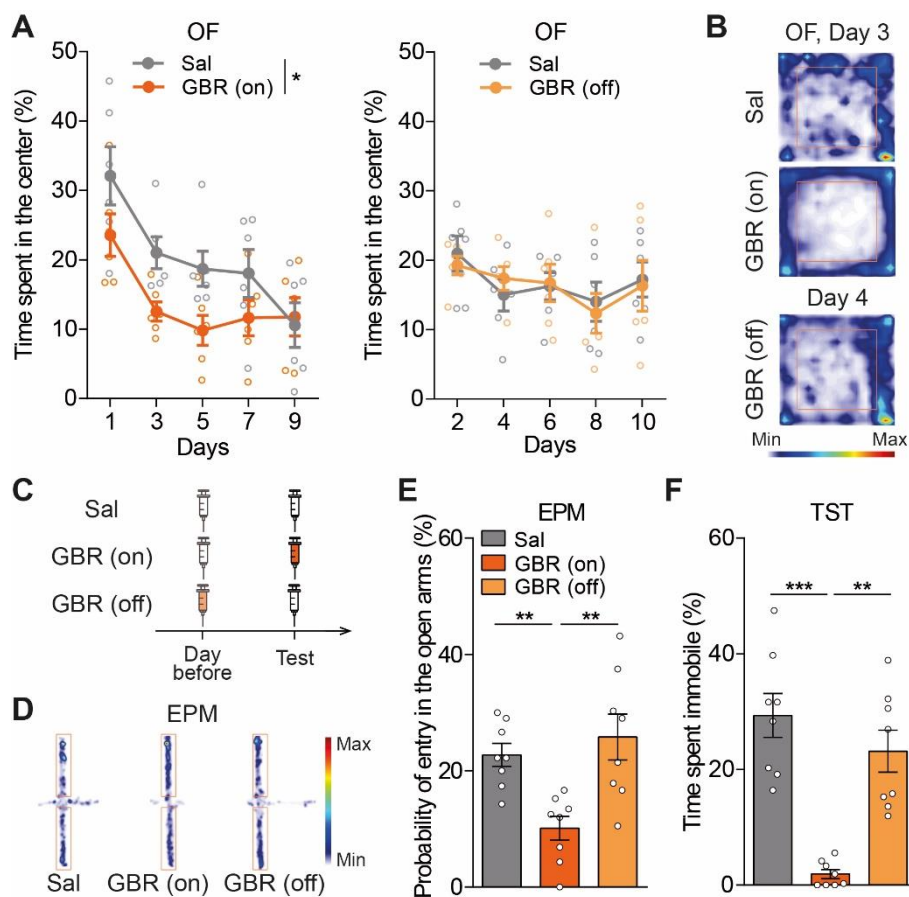 A
OF
Sal
GBR (on)
*
Time spent in the center (%)
50
40
30
20
10
0
1 3 5 7 9
Days
OF
Sal
GBR (off)
Time spent in the center (%)
50
40
30
20
10
0
2 4 6 8 10
Days
B
OF, Day 3
Sal
GBR (on)
Day 4
GBR (off)
Min Max
C
Sal
GBR (on)
GBR (off)
Day
before
Test
D
EPM
Max
Min
Sal GBR (on) GBR (off)
E
EPM
Sal
GBR (on)
GBR (off)
** **
Probability of entry in the open arms (%)
60
40
20
0
F
TST
*** **
Time spent immobile (%)
60
40
20
0